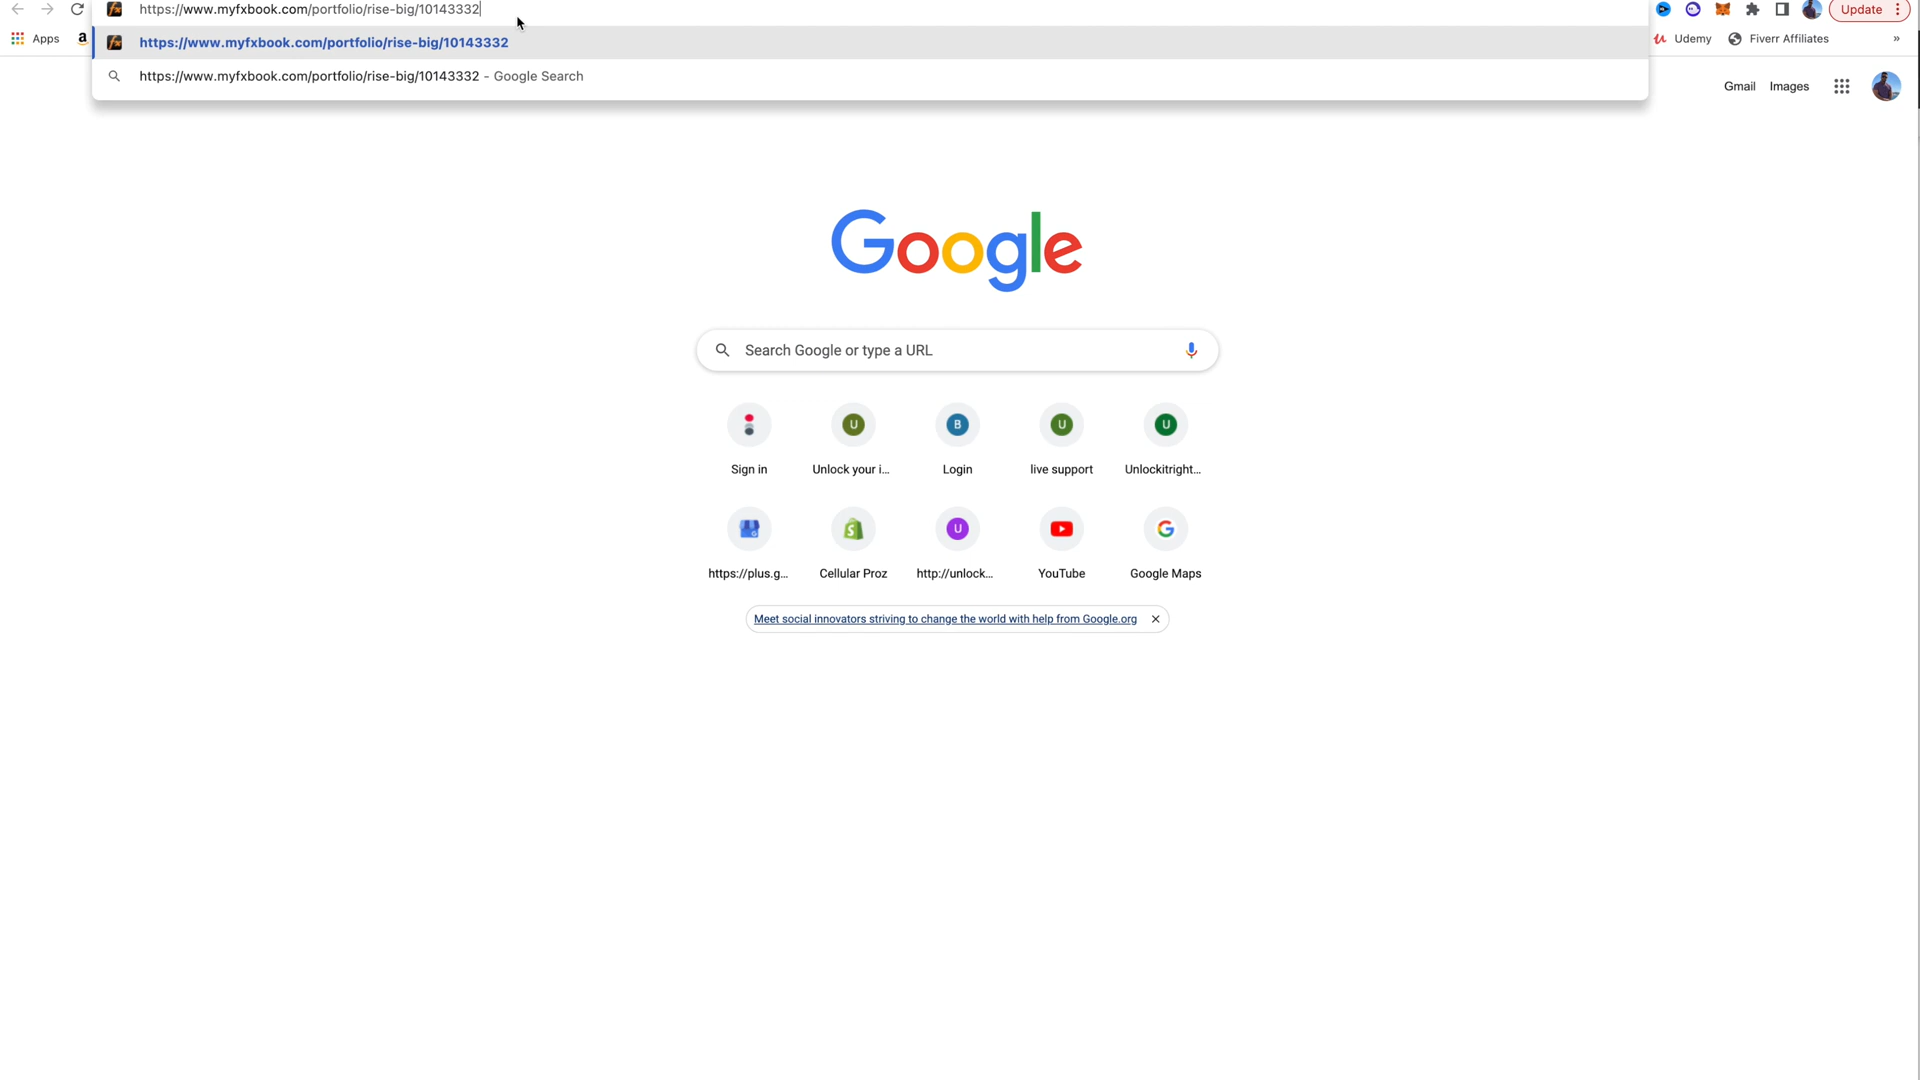 https://www.myfxbook.com/portfolio/rise-big/10143332
Update
Apps
a
https://www.myfxbook.com/portfolio/rise-big/10143332
Udemy
Fiverr Affiliates
»
https://www.myfxbook.com/portfolio/rise-big/10143332 - Google Search
Gmail Images
Google
Search Google or type a URL
U B U U
Sign in Unlock your i... Login live support Unlockitright...
U G
https://plus.g... Cellular Proz http://unlock... YouTube Google Maps
Meet social innovators striving to change the world with help from Google.org